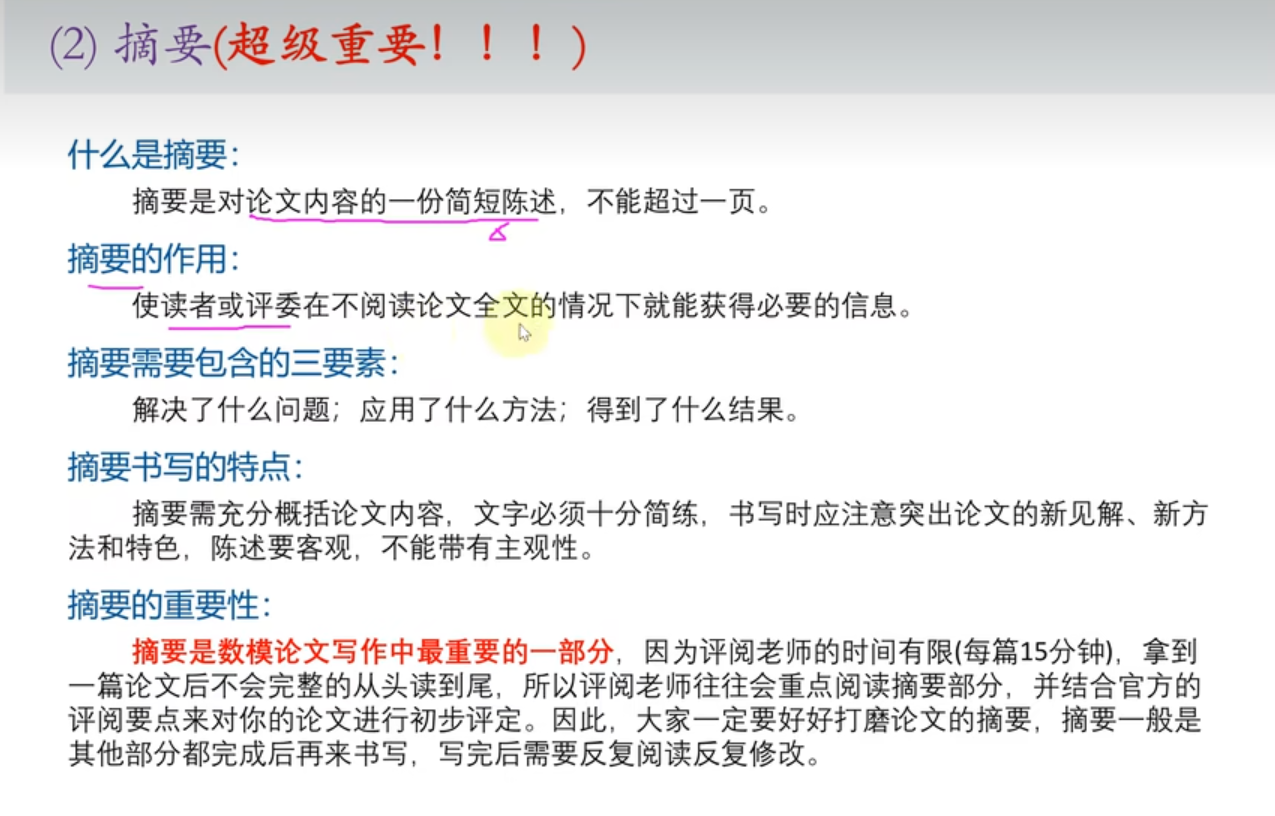 (2) 摘要(超级重要！！！)
什么是摘要：
摘要是对论文内容的一份简短陈述，不能超过一页。
摘要的作用：
使读者或评委在不阅读论文全文的情况下就能获得必要的信息。
摘要需要包含的三要素：
解决了什么问题；应用了什么方法；得到了什么结果。
摘要书写的特点：
摘要需充分概括论文内容，文字必须十分简练，书写时应注意突出论文的新见解、新方
法和特色，陈述要客观，不能带有主观性。
摘要的重要性：
摘要是数模论文写作中最重要的一部分，因为评阅老师的时间有限(每篇15分钟)，拿到
一篇论文后不会完整的从头读到尾，所以评阅老师往往会重点阅读摘要部分，并结合官方的
评阅要点来对你的论文进行初步评定。因此，大家一定要好好打磨论文的摘要，摘要一般是
其他部分都完成后再来书写，写完后需要反复阅读反复修改。